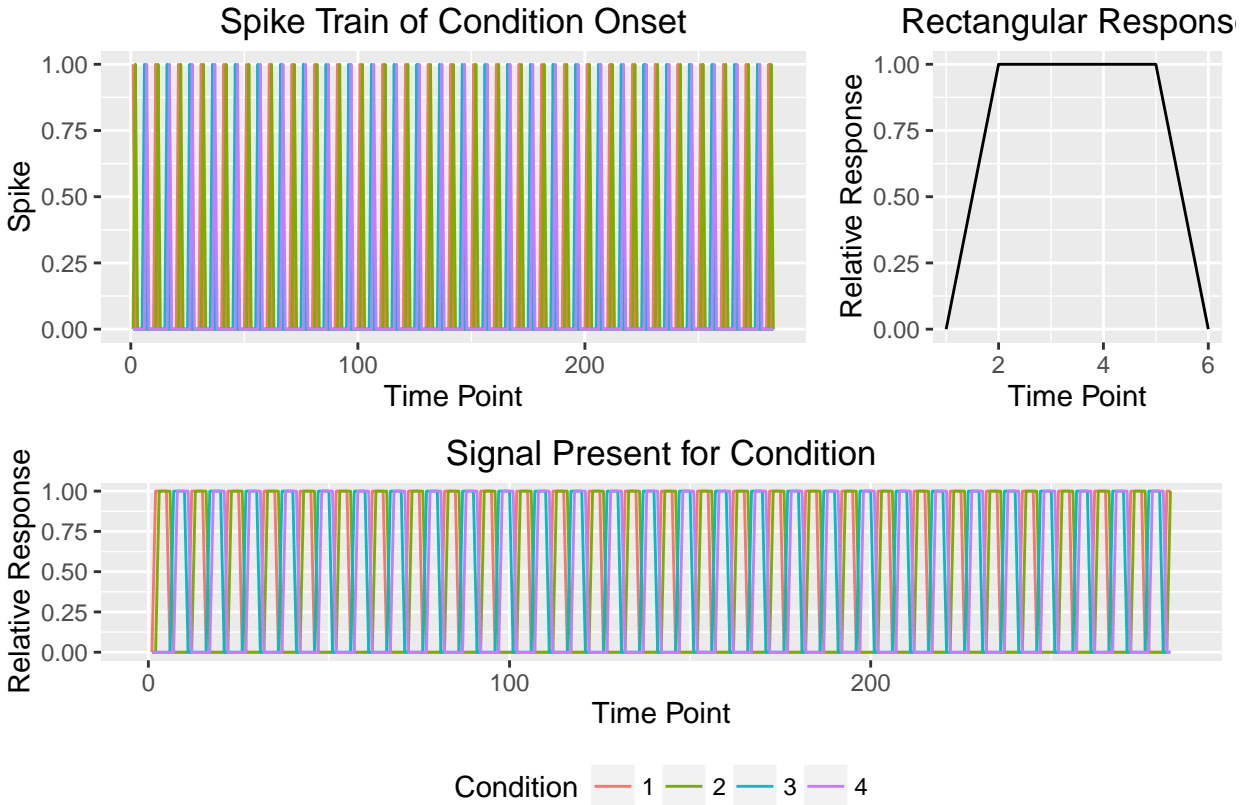 Spike Train of Condition Onset
Spike
1.00
0.75
0.50
0.25
0.00
0 100 200
Time Point
Rectangular Response
Relative Response
1.00
0.75
0.50
0.25
0.00
2 4 6
Time Point
Signal Present for Condition
Relative Response
1.00
0.75
0.50
0.25
0.00
0 100 200
Time Point
Condition 1 2 3 4